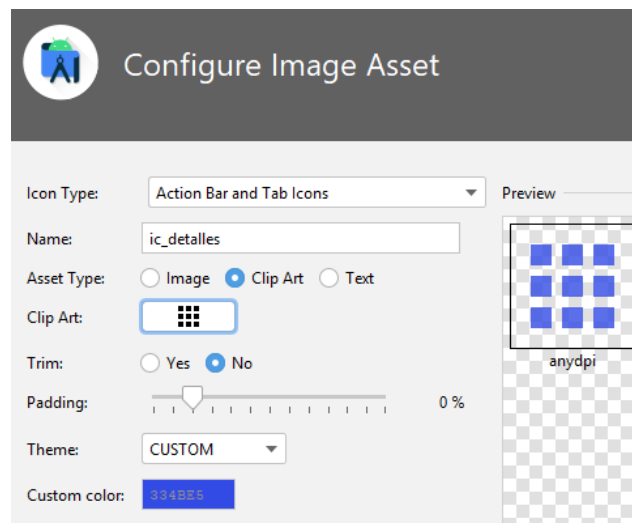 Configure Image Asset
Icon Type: Action Bar and Tab Icons Preview
Name: ic_detalles
Asset Type: Image Clip Art Text
Clip Art:
Trim: Yes No
anydpi
Padding: 0 %
Theme: CUSTOM
Custom color: 334BE5